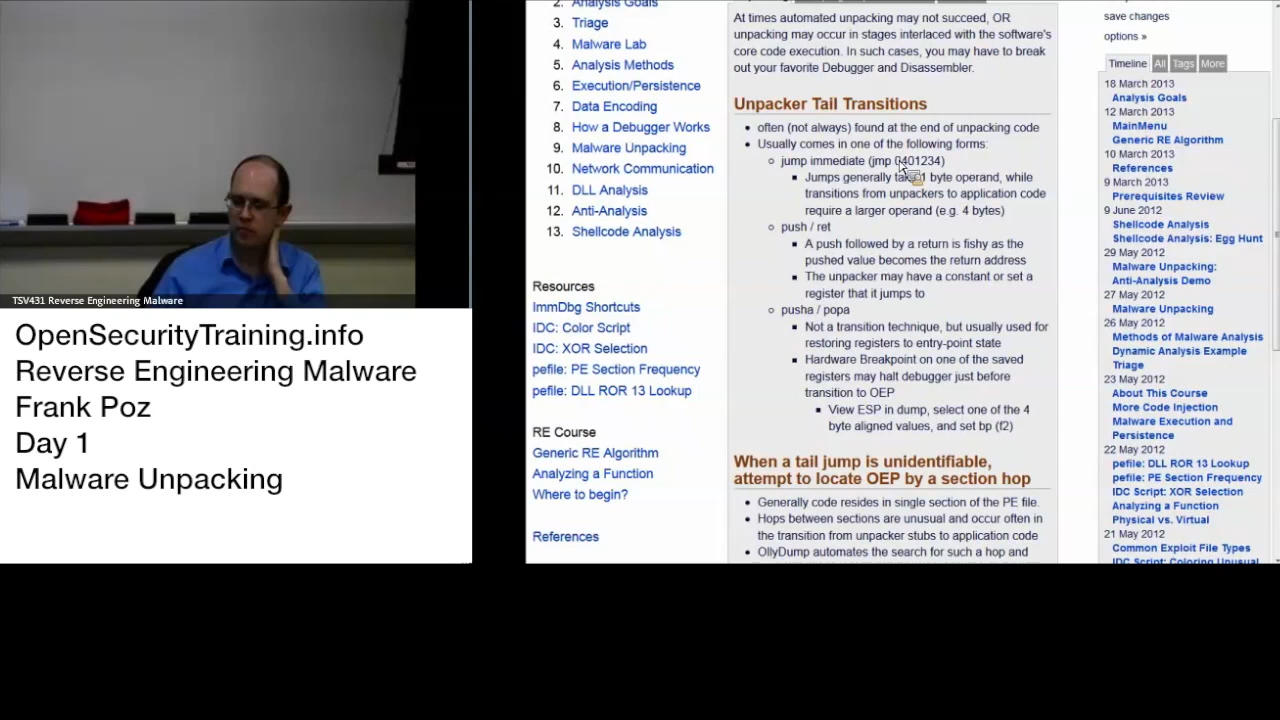 TSV431 Reverse Engineering Malware
OpenSecurityTraining.info
Reverse Engineering Malware
Frank Poz
Day 1
Malware Unpacking
2. Analysis Goals
3. Triage
4. Malware Lab
5. Analysis Methods
6. Execution/Persistence
7. Data Encoding
8. How a Debugger Works
9. Malware Unpacking
10. Network Communication
11. DLL Analysis
12. Anti-Analysis
13. Shellcode Analysis
Resources
ImmDbg Shortcuts
IDC: Color Script
IDC: XOR Selection
pefile: PE Section Frequency
pefile: DLL ROR 13 Lookup
RE Course
Generic RE Algorithm
Analyzing a Function
Where to begin?
References
At times automated unpacking may not succeed, OR
unpacking may occur in stages interlaced with the software's
core code execution. In such cases, you may have to break
out your favorite Debugger and Disassembler.
Unpacker Tail Transitions
often (not always) found at the end of unpacking code
Usually comes in one of the following forms:
jump immediate (jmp 0401234)
Jumps generally take 1 byte operand, while
transitions from unpackers to application code
require a larger operand (e.g. 4 bytes)
push / ret
A push followed by a return is fishy as the
pushed value becomes the return address
The unpacker may have a constant or set a
register that it jumps to
pusha / popa
Not a transition technique, but usually used for
restoring registers to entry-point state
Hardware Breakpoint on one of the saved
registers may halt debugger just before
transition to OEP
View ESP in dump, select one of the 4
byte aligned values, and set bp (f2)
When a tail jump is unidentifiable,
attempt to locate OEP by a section hop
Generally code resides in single section of the PE file.
Hops between sections are unusual and occur often in
the transition from unpacker stubs to application code
OllyDump automates the search for such a hop and
save changes
options »
Timeline All Tags More
18 March 2013
Analysis Goals
12 March 2013
MainMenu
Generic RE Algorithm
10 March 2013
References
9 March 2013
Prerequisites Review
9 June 2012
Shellcode Analysis
Shellcode Analysis: Egg Hunt
29 May 2012
Malware Unpacking:
Anti-Analysis Demo
27 May 2012
Malware Unpacking
26 May 2012
Methods of Malware Analysis
Dynamic Analysis Example
Triage
23 May 2012
About This Course
More Code Injection
Malware Execution and
Persistence
22 May 2012
pefile: DLL ROR 13 Lookup
pefile: PE Section Frequency
IDC Script: XOR Selection
Analyzing a Function
Physical vs. Virtual
21 May 2012
Common Exploit File Types
IDC Script: Coloring Unusual